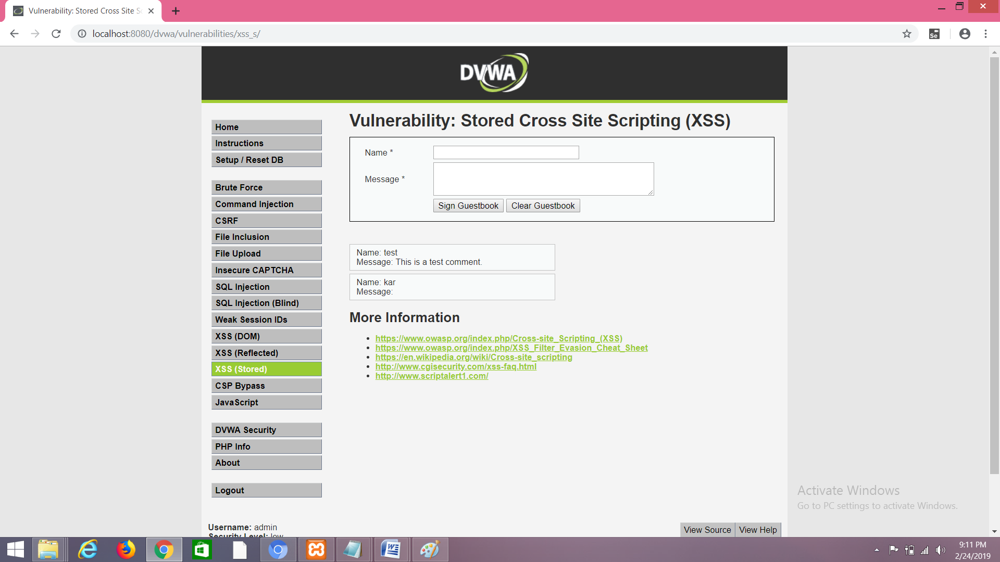 Vulnerability: Stored Cross Site S
localhost:8080/dvwa/vulnerabilities/xss_s/
Se
DVWA
Home
Instructions
Setup / Reset DB
Brute Force
Command Injection
CSRF
File Inclusion
File Upload
Insecure CAPTCHA
SQL Injection
SQL Injection (Blind)
Weak Session IDs
XSS (DOM)
XSS (Reflected)
XSS (Stored)
CSP Bypass
JavaScript
DVWA Security
PHP Info
About
Logout
Vulnerability: Stored Cross Site Scripting (XSS)
Name *
Message *
Sign Guestbook Clear Guestbook
Name: test
Message: This is a test comment.
Name: kar
Message:
More Information
https://www.owasp.org/index.php/Cross-site_Scripting_(XSS)
https://www.owasp.org/index.php/XSS_Filter_Evasion_Cheat_Sheet
https://en.wikipedia.org/wiki/Cross-site_scripting
http://www.cgisecurity.com/xss-faq.html
http://www.scriptalert1.com/
Activate Windows
Go to PC settings to activate Windows.
Username: admin
Security Level: low
View Source View Help
9:11 PM
2/24/2019